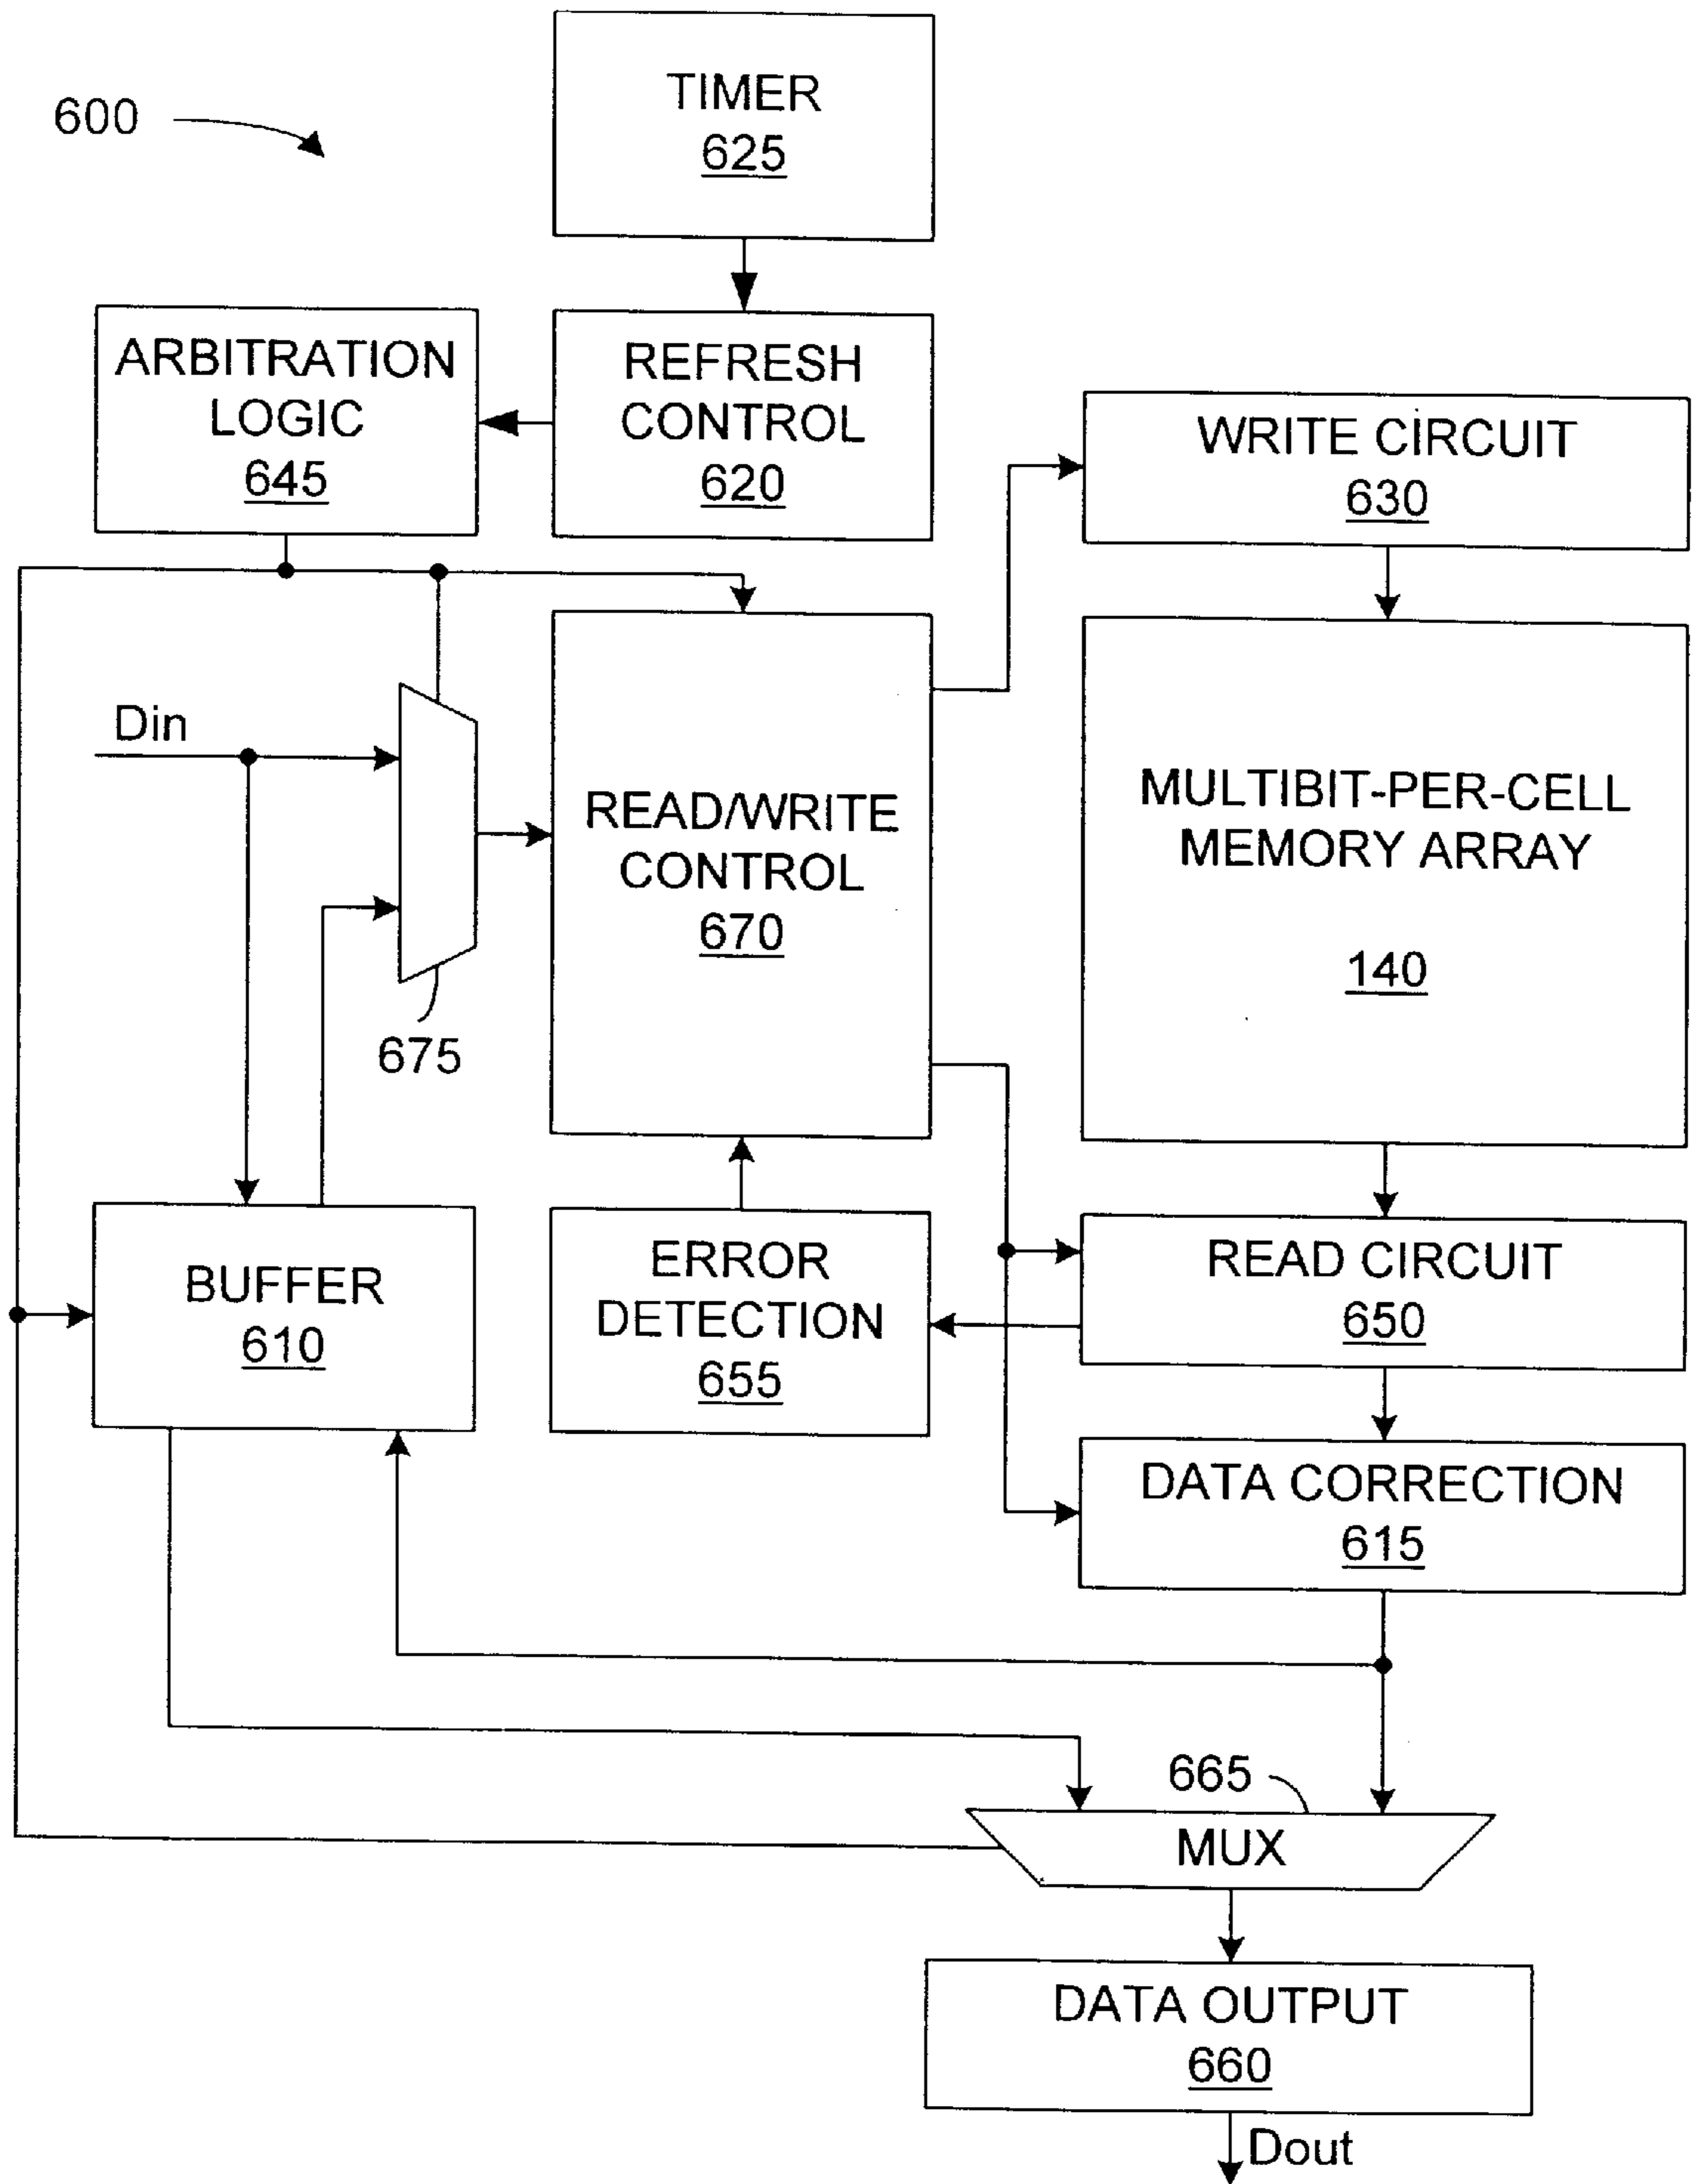 600
TIMER
625
ARBITRATION
LOGIC
645
REFRESH
CONTROL
620
WRITE CIRCUIT
630
Din
675
READ/WRITE
CONTROL
670
MULTIBIT-PER-CELL
MEMORY ARRAY
140
BUFFER
610
ERROR
DETECTION
655
READ CIRCUIT
650
DATA CORRECTION
615
665
MUX
DATA OUTPUT
660
Dout